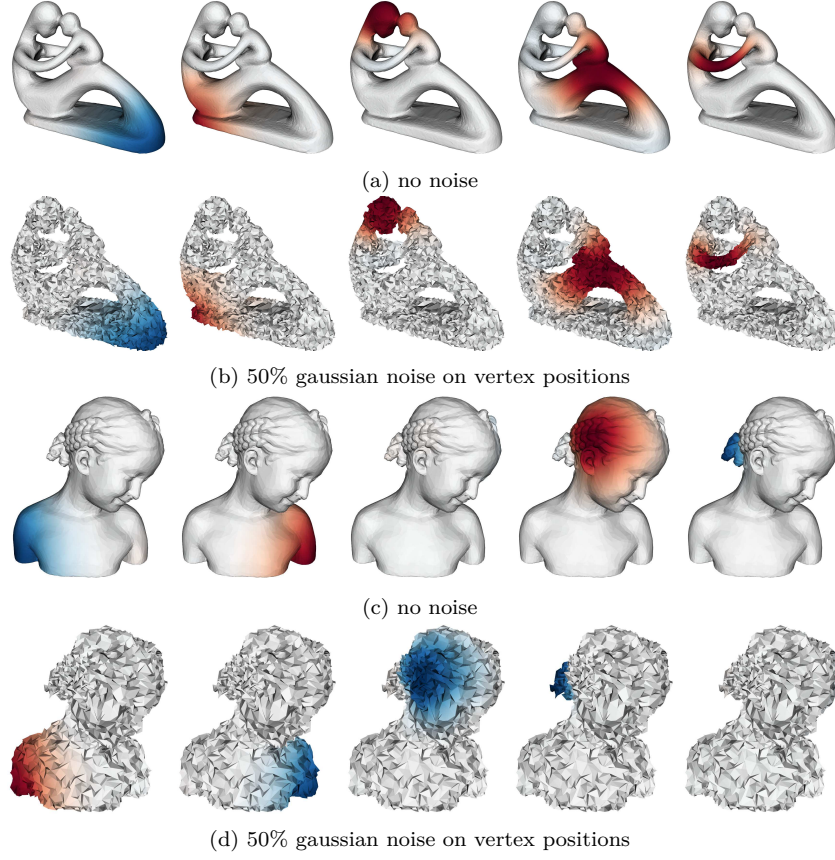 (a) no noise
(b) 50% gaussian noise on vertex positions
(c) no noise
(d) 50% gaussian noise on vertex positions